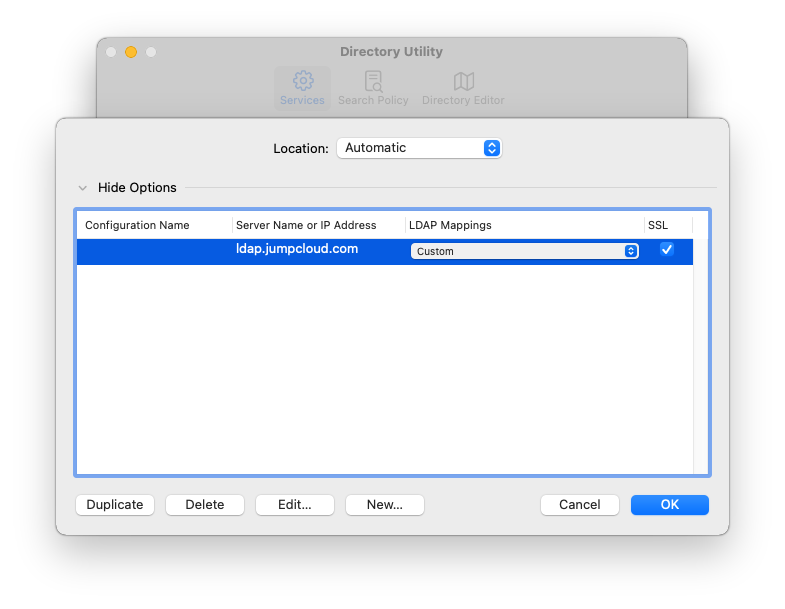 Directory Utility
Services Search Policy Directory Editor
Location: Automatic
Hide Options
Configuration Name Server Name or IP Address LDAP Mappings SSL
ldap.jumpcloud.com Custom
Duplicate Delete Edit... New... Cancel OK